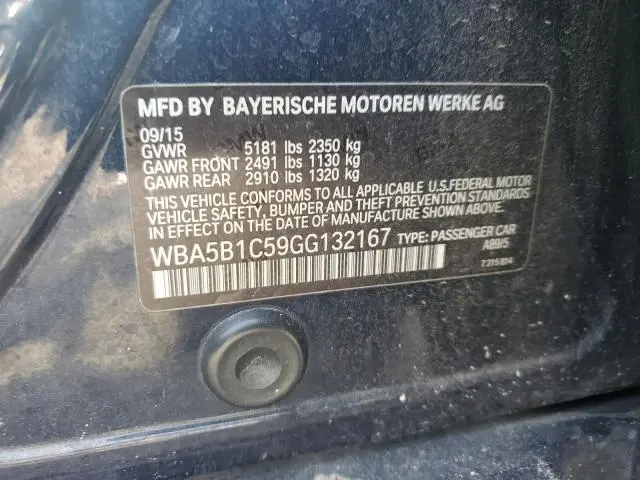 MFD BY BAYERISCHE MOTOREN WERKE AG
09/15
GVWR 5181 lbs 2350 kg
GAWR FRONT 2491 lbs 1130 kg
GAWR REAR 2910 lbs 1320 kg
THIS VEHICLE CONFORMS TO ALL APPLICABLE U.S.FEDERAL MOTOR
VEHICLE SAFETY, BUMPER AND THEFT PREVENTION STANDARDS
IN EFFECT ON THE DATE OF MANUFACTURE SHOWN ABOVE.
WBA5B1C59GG132167 TYPE: PASSENGER CAR
A89/5
7315814